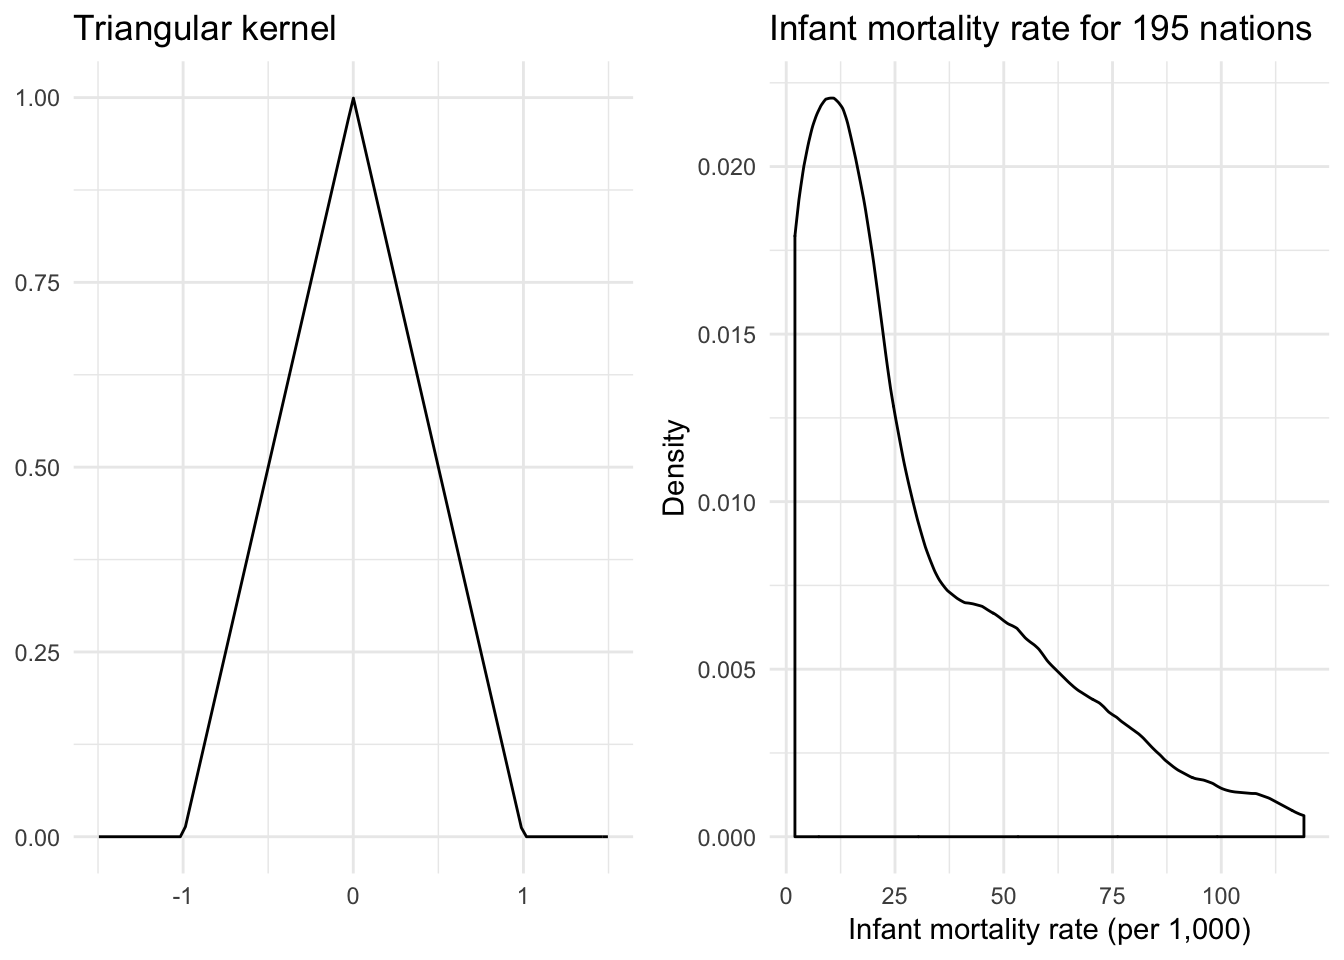 Triangular kernel
1.00
0.75
0.50
0.25
0.00
-1 0 1
Infant mortality rate for 195 nations
Density
0.020
0.015
0.010
0.005
0.000
0 25 50 75 100
Infant mortality rate (per 1,000)